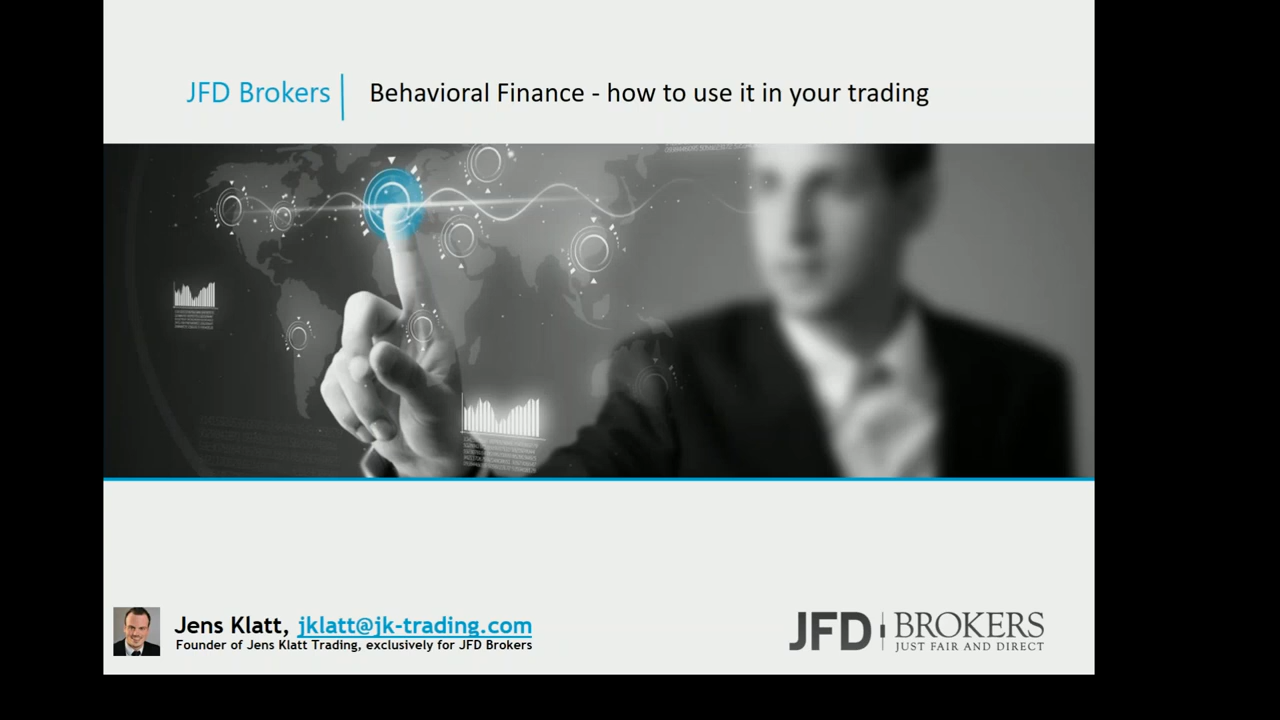 JFD Brokers
Behavioral Finance - how to use it in your trading
Jens Klatt, jklatt@jk-trading.com
Founder of Jens Klatt Trading, exclusively for JFD Brokers
JFD BROKERS
JUST FAIR AND DIRECT